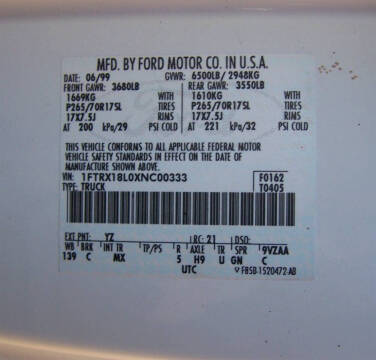 MFD. BY FORD MOTOR CO. IN U.S.A.
DATE: 06/99 GVWR: 6500LB/ 2948KG
FRONT GAWR: 3680LB REAR GAWR: 3550LB
1669KG WITH 1610KG WITH
P265/70R17SL TIRES P265/70R17SL TIRES
17X7.5J RIMS 17X7.5J RIMS
AT 200 kPa/29 PSI COLD AT 221 kPa/32 PSI COLD
THIS VEHICLE CONFORMS TO ALL APPLICABLE FEDERAL MOTOR
VEHICLE SAFETY STANDARDS IN EFFECT ON THE DATE OF
MANUFACTURE SHOWN ABOVE.
VIN: 1FTRX18L0XNC00333 F0162
TYPE: TRUCK T0405
EXT PNT: YZ RC: 21 DSO:
WB BRK INT TR TP/PS R AXLE TR SPR 9VZAA
139 C MX 5 H9 U GN C
UTC ▽ F85B-1520472-AB